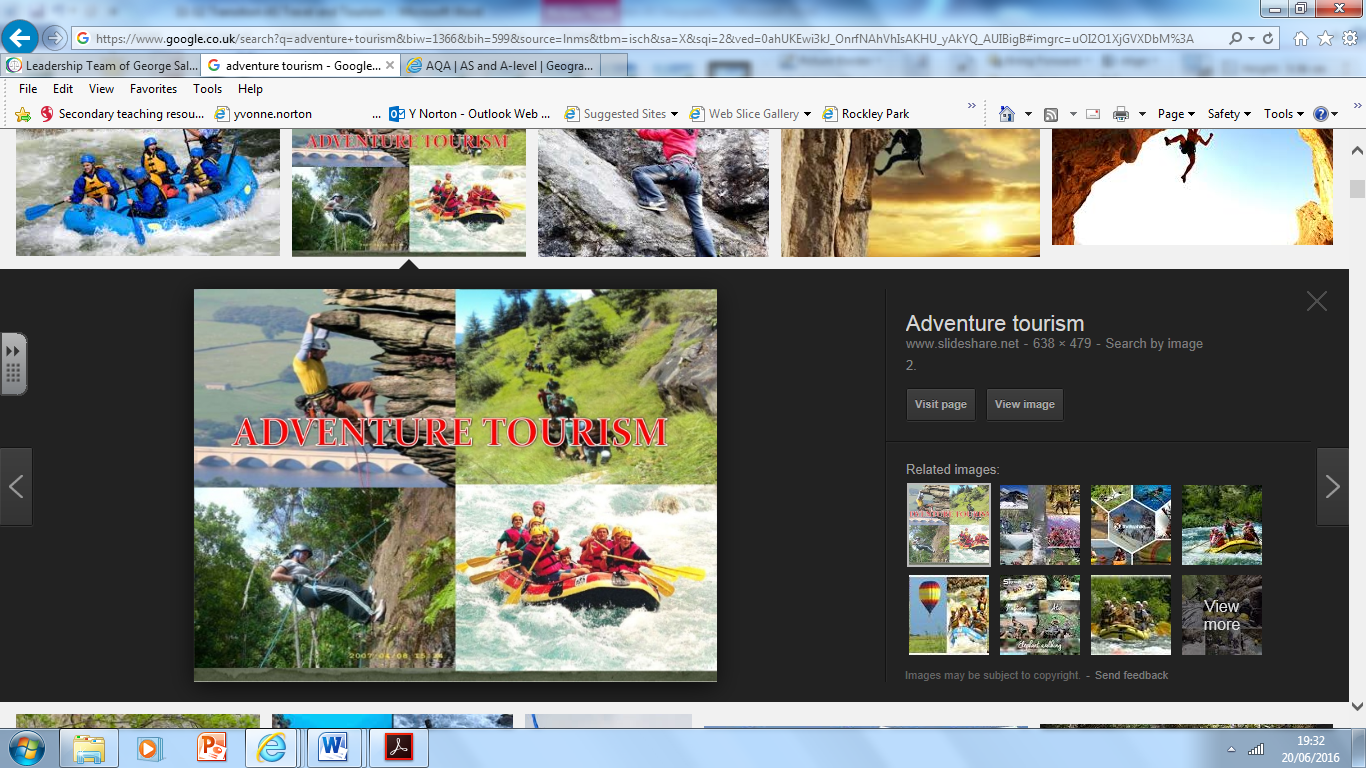 https://www.google.co.uk/search?q=adventure+tourism&biw=1366&bih=599&source=lnms&tbm=isch&sa=X&sqi=2&ved=0ahUKEwi3kJ_OnrfNAhVhIsAKHU_yAkYQ_AUIBigB#imgrc=uOI2O1XjGVXDbM%3A
Leadership Team of George Sal... adventure tourism - Google... AQA | AS and A-level | Geogra...
File Edit View Favorites Tools Help
Secondary teaching resou... yvonne.norton ... Y Norton - Outlook Web ... Suggested Sites Web Slice Gallery Rockley Park Page Safety Tools
ADVENTURE TOURISM
Adventure tourism
www.slideshare.net - 638 × 479 - Search by image
2.
Visit page View image
ADVENTURE TOURISM
Related images:
ADVENTURE TOURISM
View more
2007/04/08
Images may be subject to copyright. - Send feedback
19:32
20/06/2016